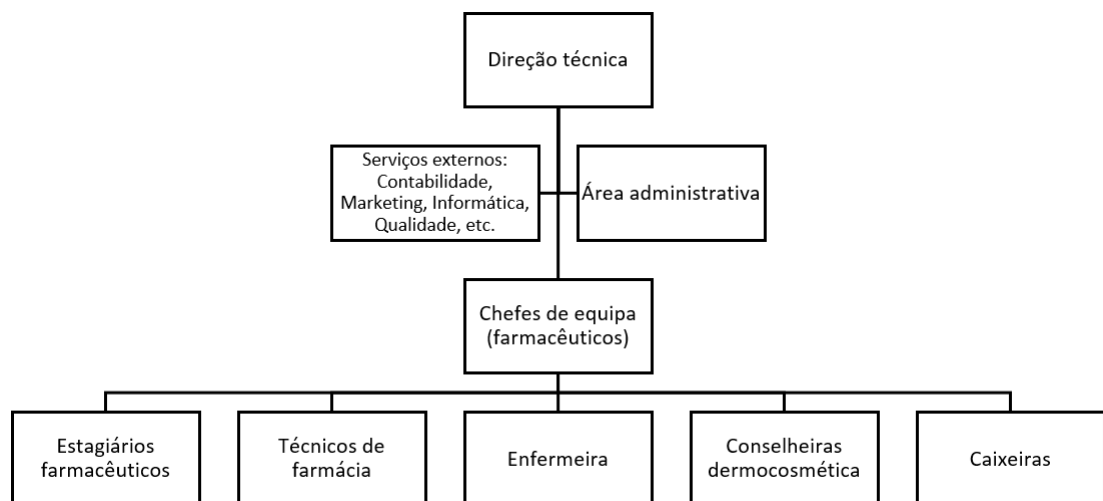 Direção técnica
Serviços externos:
Contabilidade,
Marketing, Informática,
Qualidade, etc.
Área administrativa
Chefes de equipa
(farmacêuticos)
Estagiários
farmacêuticos
Técnicos de
farmácia
Enfermeira
Conselheiras
dermocosmética
Caixeiras